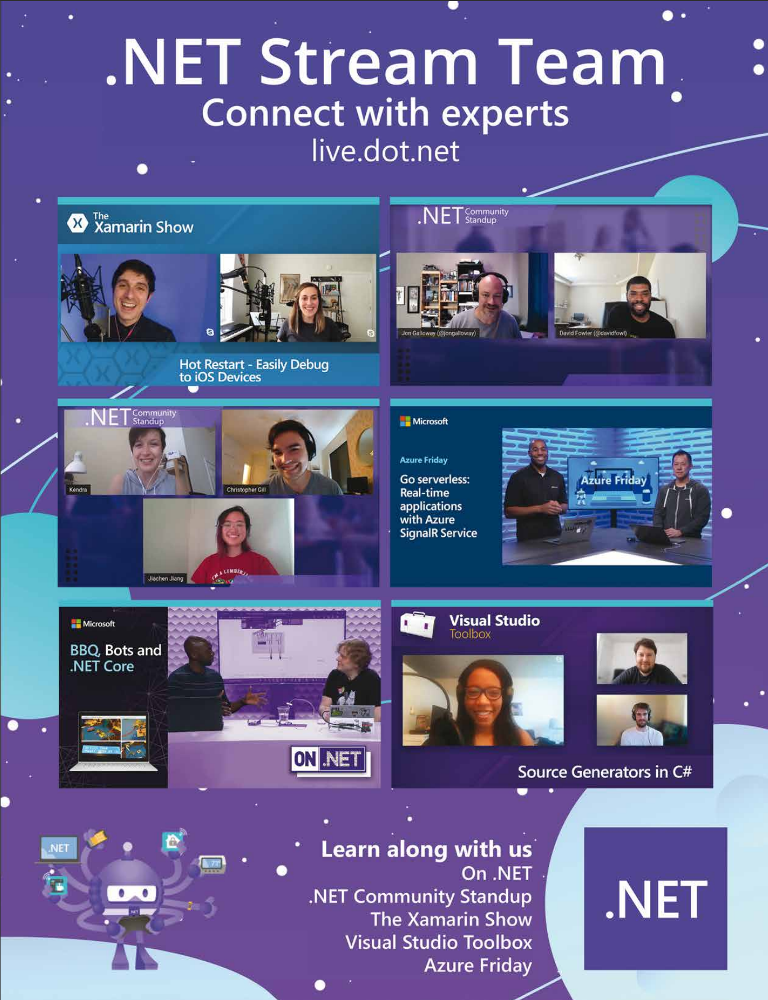 .NET Stream Team
Connect with experts
live.dot.net
The
Xamarin Show
Hot Restart - Easily Debug
to iOS Devices
.NET Community
Standup
Jon Galloway (@jongalloway)
David Fowler (@davidfowl)
.NET Community
Standup
Kendra
Christopher Gill
I'M A LUMBERJ
Jiachen Jiang
Microsoft
Azure Friday
Go serverless:
Real-time
applications
with Azure
SignalR Service
Azure Friday
Microsoft
BBQ, Bots and
.NET Core
ON .NET
Visual Studio
Toolbox
Source Generators in C#
.NET
71°
.NET
Learn along with us
On .NET
.NET Community Standup
The Xamarin Show
Visual Studio Toolbox
Azure Friday
.NET